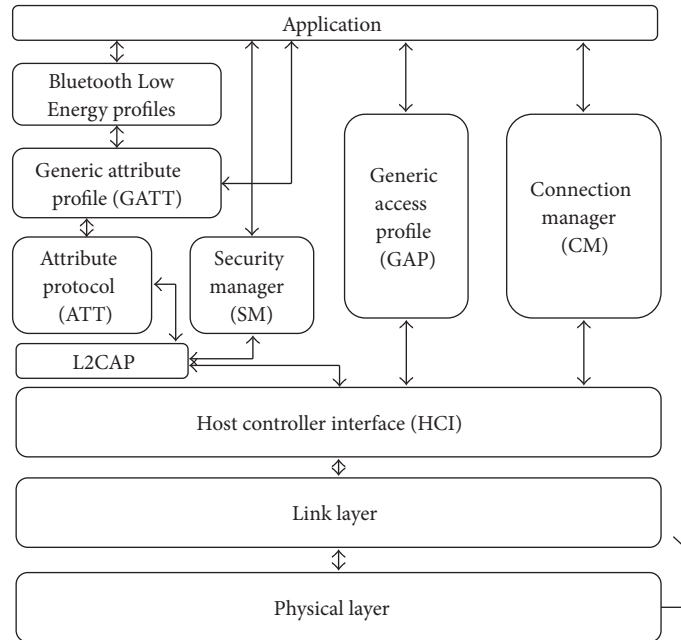 Application
Bluetooth Low
Energy profiles
Generic attribute
profile (GATT)
Attribute
protocol
(ATT)
Security
manager
(SM)
Generic
access
profile
(GAP)
Connection
manager
(CM)
L2CAP
Host controller interface (HCI)
Link layer
Physical layer